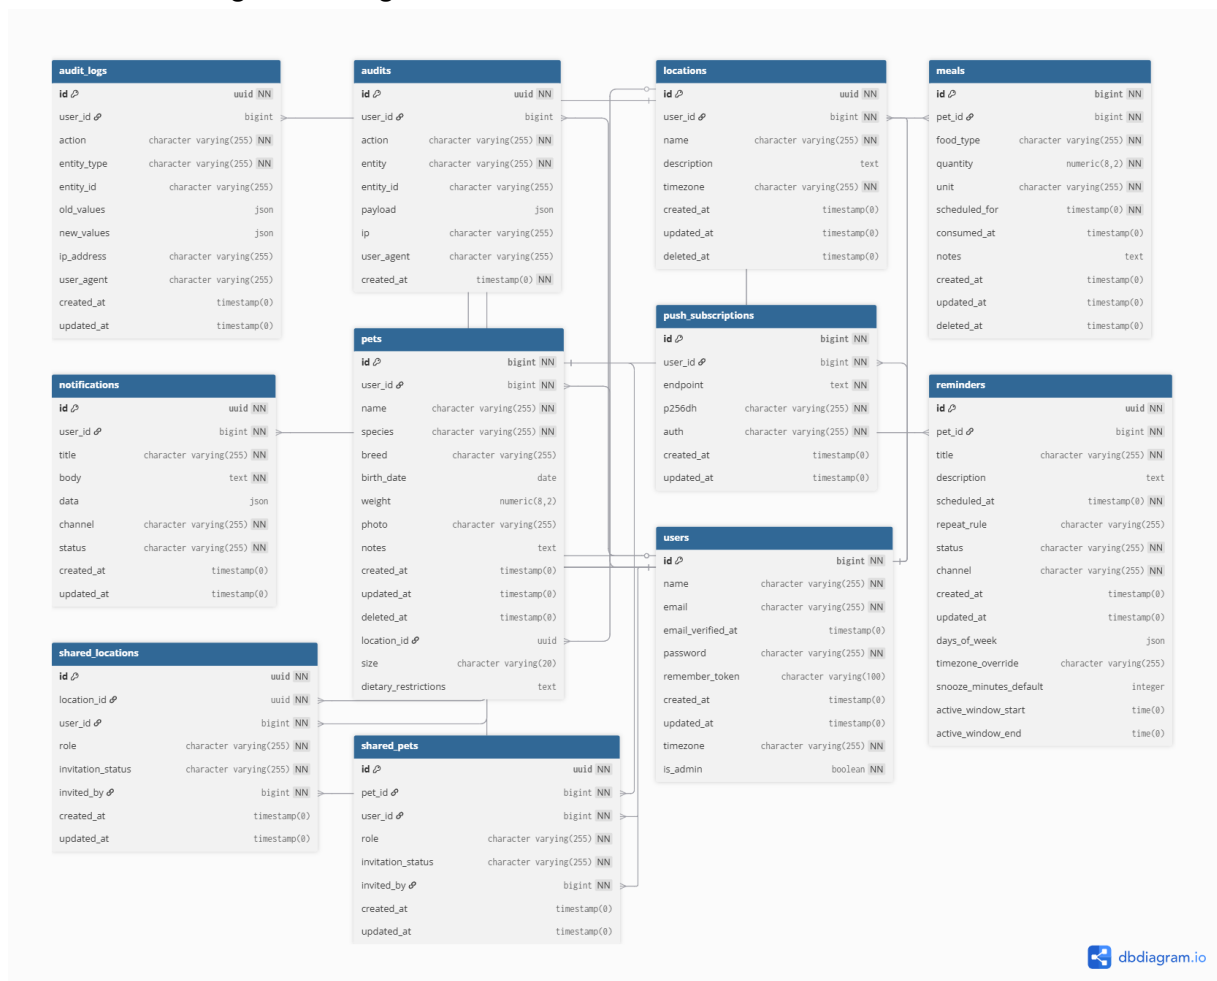 audit_logs
id uuid NN
user_id bigint
action character varying(255) NN
entity_type character varying(255) NN
entity_id character varying(255)
old_values json
new_values json
ip_address character varying(255)
user_agent character varying(255)
created_at timestamp(0)
updated_at timestamp(0)
audits
id uuid NN
user_id bigint
action character varying(255) NN
entity character varying(255) NN
entity_id character varying(255)
payload json
ip character varying(255)
user_agent character varying(255)
created_at timestamp(0) NN
locations
id uuid NN
user_id bigint NN
name character varying(255) NN
description text
timezone character varying(255) NN
created_at timestamp(0)
updated_at timestamp(0)
deleted_at timestamp(0)
meals
id bigint NN
pet_id bigint NN
food_type character varying(255) NN
quantity numeric(8,2) NN
unit character varying(255) NN
scheduled_for timestamp(0) NN
consumed_at timestamp(0)
notes text
created_at timestamp(0)
updated_at timestamp(0)
deleted_at timestamp(0)
notifications
id uuid NN
user_id bigint NN
title character varying(255) NN
body text NN
data json
channel character varying(255) NN
status character varying(255) NN
created_at timestamp(0)
updated_at timestamp(0)
pets
id bigint NN
user_id bigint NN
name character varying(255) NN
species character varying(255) NN
breed character varying(255)
birth_date date
weight numeric(8,2)
photo character varying(255)
notes text
created_at timestamp(0)
updated_at timestamp(0)
deleted_at timestamp(0)
location_id uuid
size character varying(20)
dietary_restrictions text
push_subscriptions
id bigint NN
user_id bigint NN
endpoint text NN
p256dh character varying(255) NN
auth character varying(255) NN
created_at timestamp(0)
updated_at timestamp(0)
reminders
id uuid NN
pet_id bigint NN
title character varying(255) NN
description text
scheduled_at timestamp(0) NN
repeat_rule character varying(255)
status character varying(255) NN
channel character varying(255) NN
created_at timestamp(0)
updated_at timestamp(0)
days_of_week json
timezone_override character varying(255)
snooze_minutes_default integer
active_window_start time(0)
active_window_end time(0)
users
id bigint NN
name character varying(255) NN
email character varying(255) NN
email_verified_at timestamp(0)
password character varying(255) NN
remember_token character varying(100)
created_at timestamp(0)
updated_at timestamp(0)
timezone character varying(255) NN
is_admin boolean NN
shared_locations
id uuid NN
location_id uuid NN
user_id bigint NN
role character varying(255) NN
invitation_status character varying(255) NN
invited_by bigint NN
created_at timestamp(0)
updated_at timestamp(0)
shared_pets
id uuid NN
pet_id bigint NN
user_id bigint NN
role character varying(255) NN
invitation_status character varying(255) NN
invited_by bigint NN
created_at timestamp(0)
updated_at timestamp(0)
dbdiagram.io